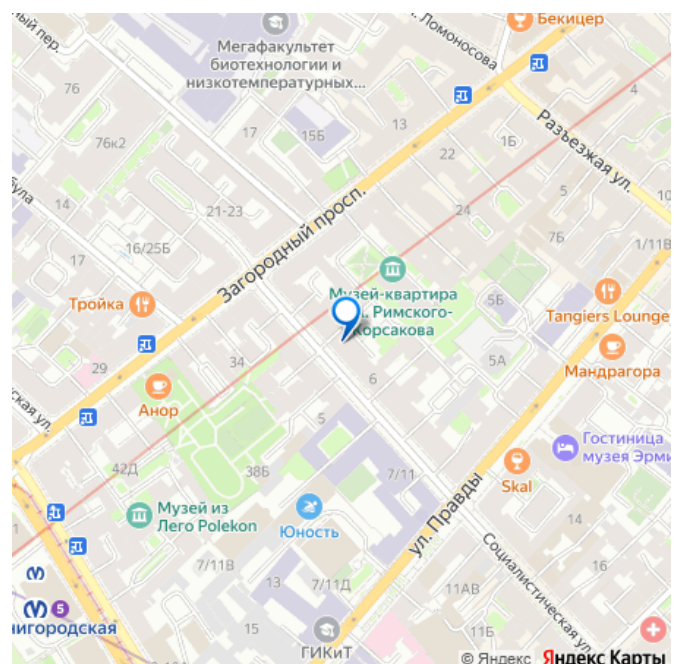 Бекицер
Мегафакультет
биотехнологии и
низкотемпературных...
Ломоносова
76
76к2
17
15Б
13
1Б
22
Разъезжая ул.
4
5
10
14
21-23
24
7Б
1/11В
16/25Б
17
Загородный просп.
Тройка
Музей-квартира
Римского-
Корсакова
5Б
Tangiers Lounge
5А
Мандрагора
29
34
6
Анор
5
42Д
38Б
7/11
Гостиница
музея Эрми
Skal
Музей из
Лего Polekon
Юность
ул. Правды
14
Социалистическая ул.
7/11В
13
7/11Д
11АВ
5
нигородская
15
11Б
ГИКиТ
© Яндекс Яндекс Карты